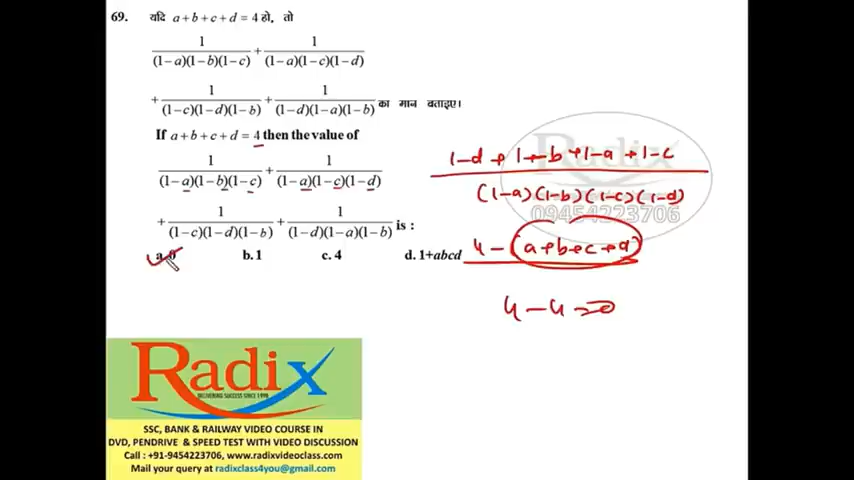 69. यदि a+b+c+d = 4 हो, तो
1/((1−a)(1−b)(1−c)) + 1/((1−a)(1−c)(1−d))
+ 1/((1−c)(1−d)(1−b)) + 1/((1−d)(1−a)(1−b)) का मान बताइए।
If a+b+c+d = 4 then the value of
1/((1−a)(1−b)(1−c)) + 1/((1−a)(1−c)(1−d))
+ 1/((1−c)(1−d)(1−b)) + 1/((1−d)(1−a)(1−b)) is :
a. 0 b. 1 c. 4 d. 1+abcd
1-d + 1-b + 1-a + 1-c
(1-a) (1-b) (1-c) (1-d)
4 - (a+b+c+d)
4 - 4 = 0
Radix
09454223706
Radix
DELIVERING SUCCESS SINCE 1998
SSC, BANK & RAILWAY VIDEO COURSE IN
DVD, PENDRIVE & SPEED TEST WITH VIDEO DISCUSSION
Call : +91-9454223706, www.radixvideoclass.com
Mail your query at radixclass4you@gmail.com